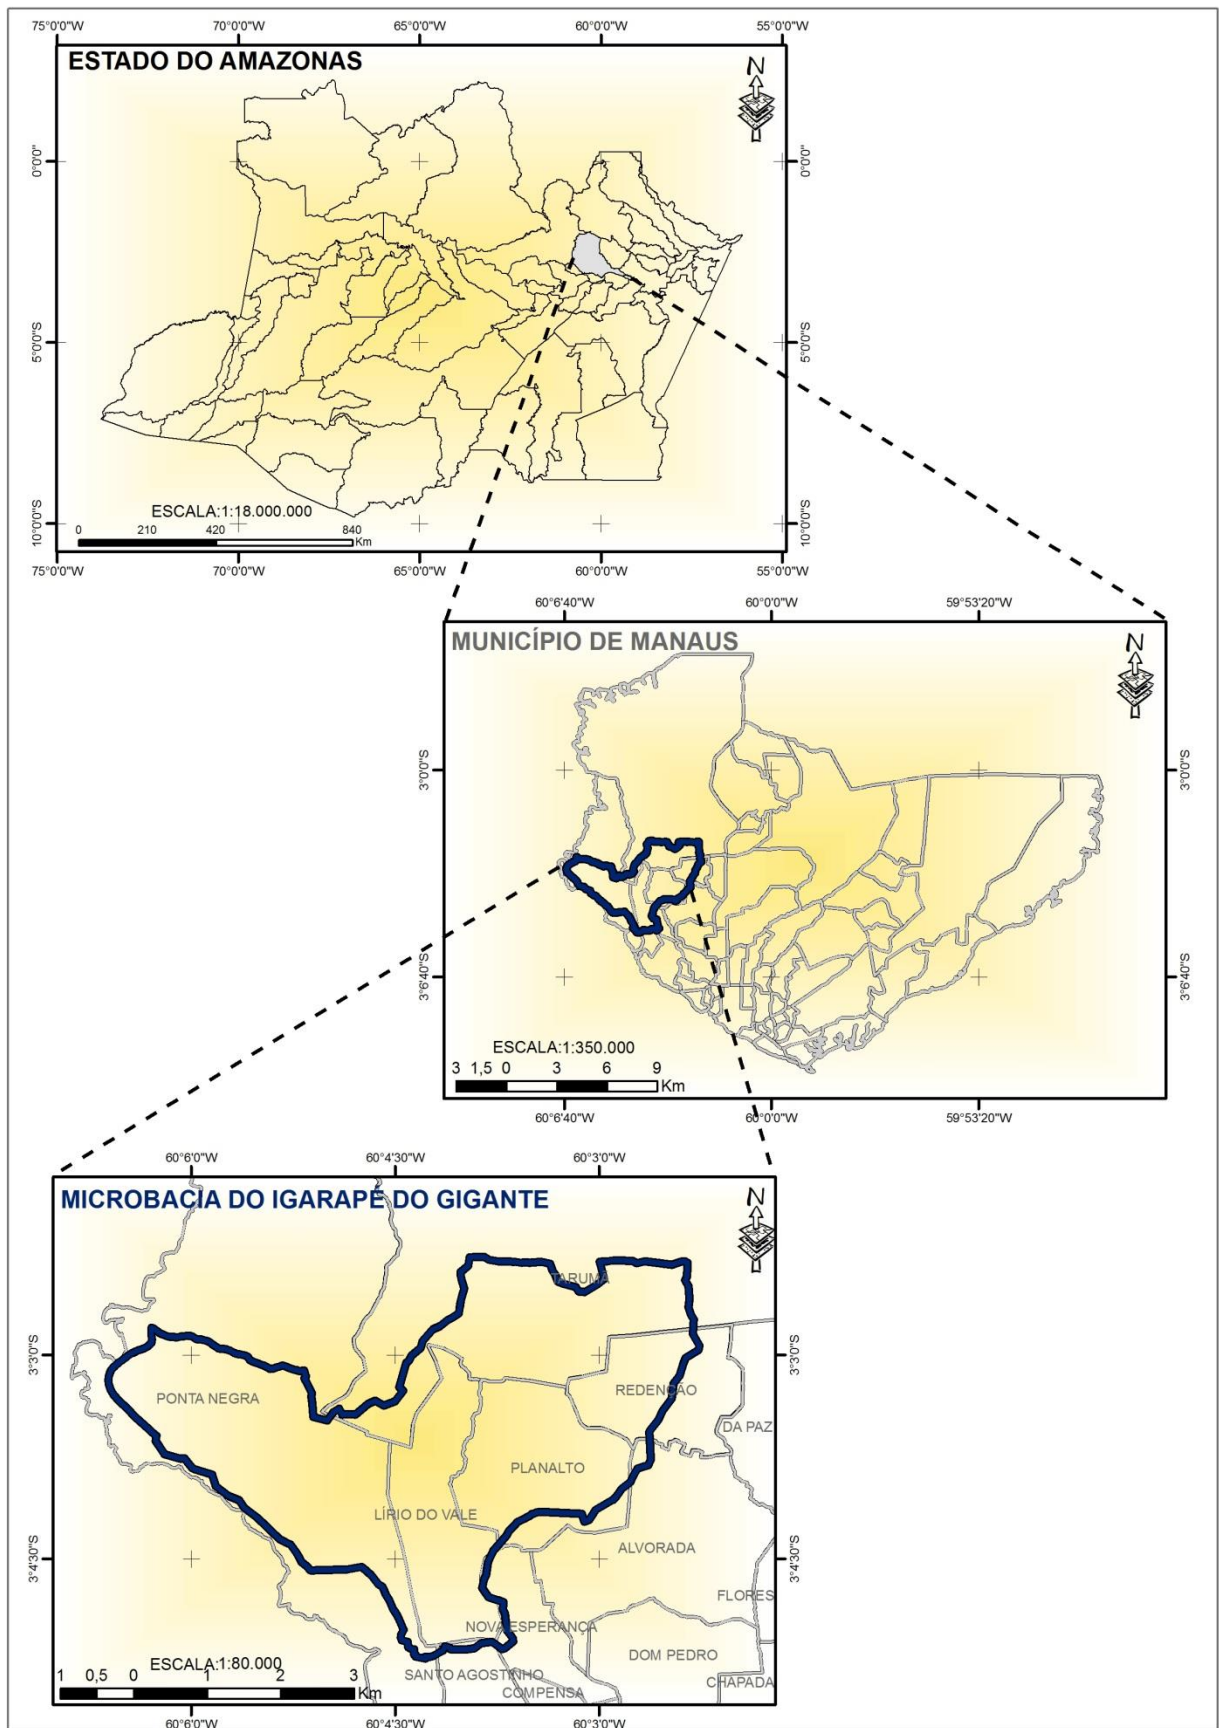 75°0'0"W 70°0'0"W 65°0'0"W 60°0'0"W 55°0'0"W
ESTADO DO AMAZONAS
N
0°0'0" 0°0'0"
5°0'0"S 5°0'0"S
10°0'0"S 10°0'0"S
ESCALA:1:18.000.000
0 210 420 840
Km
75°0'0"W 70°0'0"W 65°0'0"W 60°0'0"W 55°0'0"W
60°6'40"W 60°0'0"W 59°53'20"W
MUNICÍPIO DE MANAUS
N
3°0'0"S 3°0'0"S
3°6'40"S 3°6'40"S
ESCALA:1:350.000
3 1,5 0 3 6 9
Km
60°6'40"W 60°0'0"W 59°53'20"W
60°6'0"W 60°4'30"W 60°3'0"W
MICROBACIA DO IGARAPÉ DO GIGANTE
N
TARUMÃ
3°3'0"S 3°3'0"S
PONTA NEGRA
REDENÇÃO
DA PAZ
PLANALTO
LÍRIO DO VALE
ALVORADA
3°4'30"S 3°4'30"S
FLORES
NOVA ESPERANÇA
DOM PEDRO
SANTO AGOSTINHO
CHAPADA
COMPENSA
ESCALA:1:80.000
1 0,5 0 1 2 3
Km
60°6'0"W 60°4'30"W 60°3'0"W